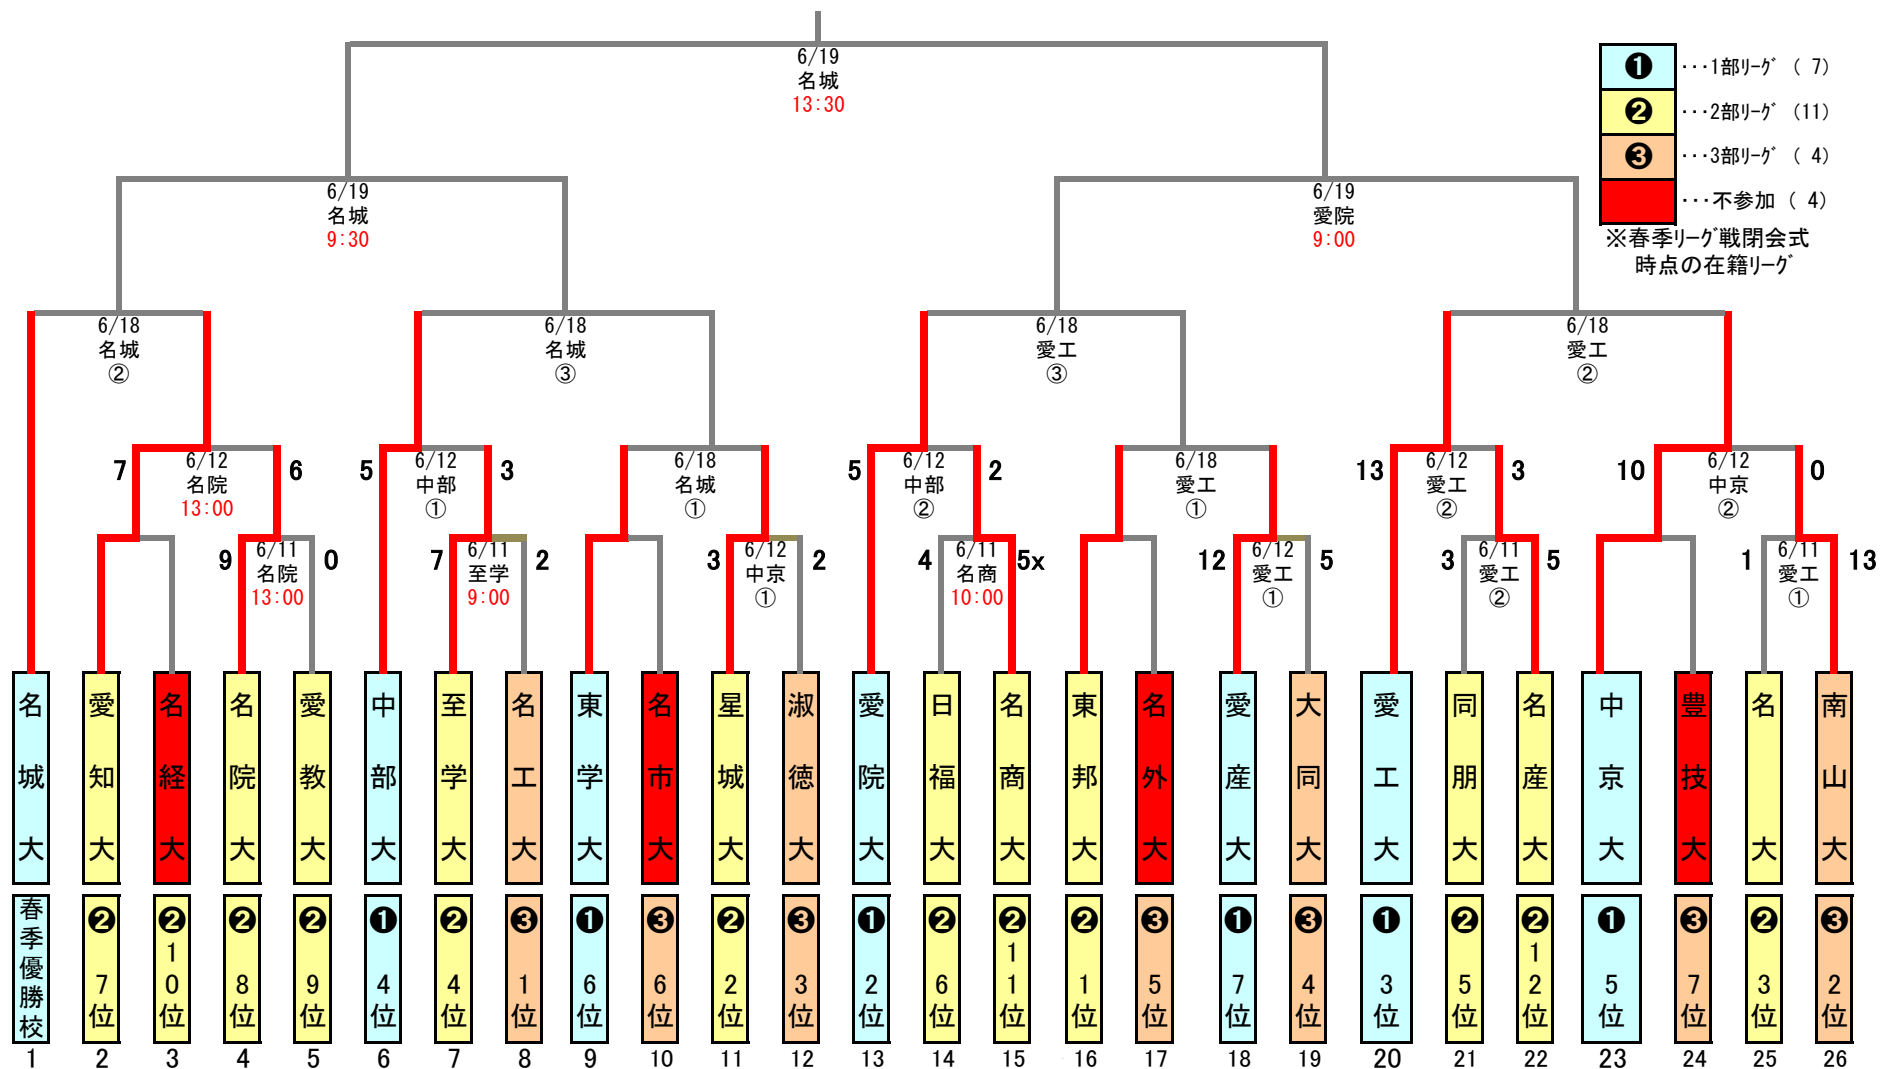 6/19
名城
13:30
❶ ･･･1部ﾘｰｸﾞ ( 7)
❷ ･･･2部ﾘｰｸﾞ (11)
❸ ･･･3部ﾘｰｸﾞ ( 4)
･･･不参加 ( 4)
※春季ﾘｰｸﾞ戦閉会式
時点の在籍ﾘｰｸﾞ
6/19
名城
9:30
6/19
愛院
9:00
6/18
名城
②
6/18
名城
③
6/18
愛工
③
6/18
愛工
②
7
6/12
名院
13:00
6
5
6/12
中部
①
3
6/18
名城
①
5
6/12
中部
②
2
6/18
愛工
①
13
6/12
愛工
②
3
10
6/12
中京
②
0
9
6/11
名院
13:00
0
7
6/11
至学
9:00
2
3
6/12
中京
①
2
4
6/11
名商
10:00
5x
12
6/12
愛工
①
5
3
6/11
愛工
②
5
1
6/11
愛工
①
13
名城大
愛知大
名経大
名院大
愛教大
中部大
至学大
名工大
東学大
名市大
星城大
淑徳大
愛院大
日福大
名商大
東邦大
名外大
愛産大
大同大
愛工大
同朋大
名産大
中京大
豊技大
名大
南山大
春季優勝校
❷7位
❷10位
❷8位
❷9位
❶4位
❷4位
❸1位
❶6位
❸6位
❷2位
❸3位
❶2位
❷6位
❷11位
❷1位
❸5位
❶7位
❸4位
❶3位
❷5位
❷12位
❶5位
❸7位
❷3位
❸2位
1 2 3 4 5 6 7 8 9 10 11 12 13 14 15 16 17 18 19 20 21 22 23 24 25 26